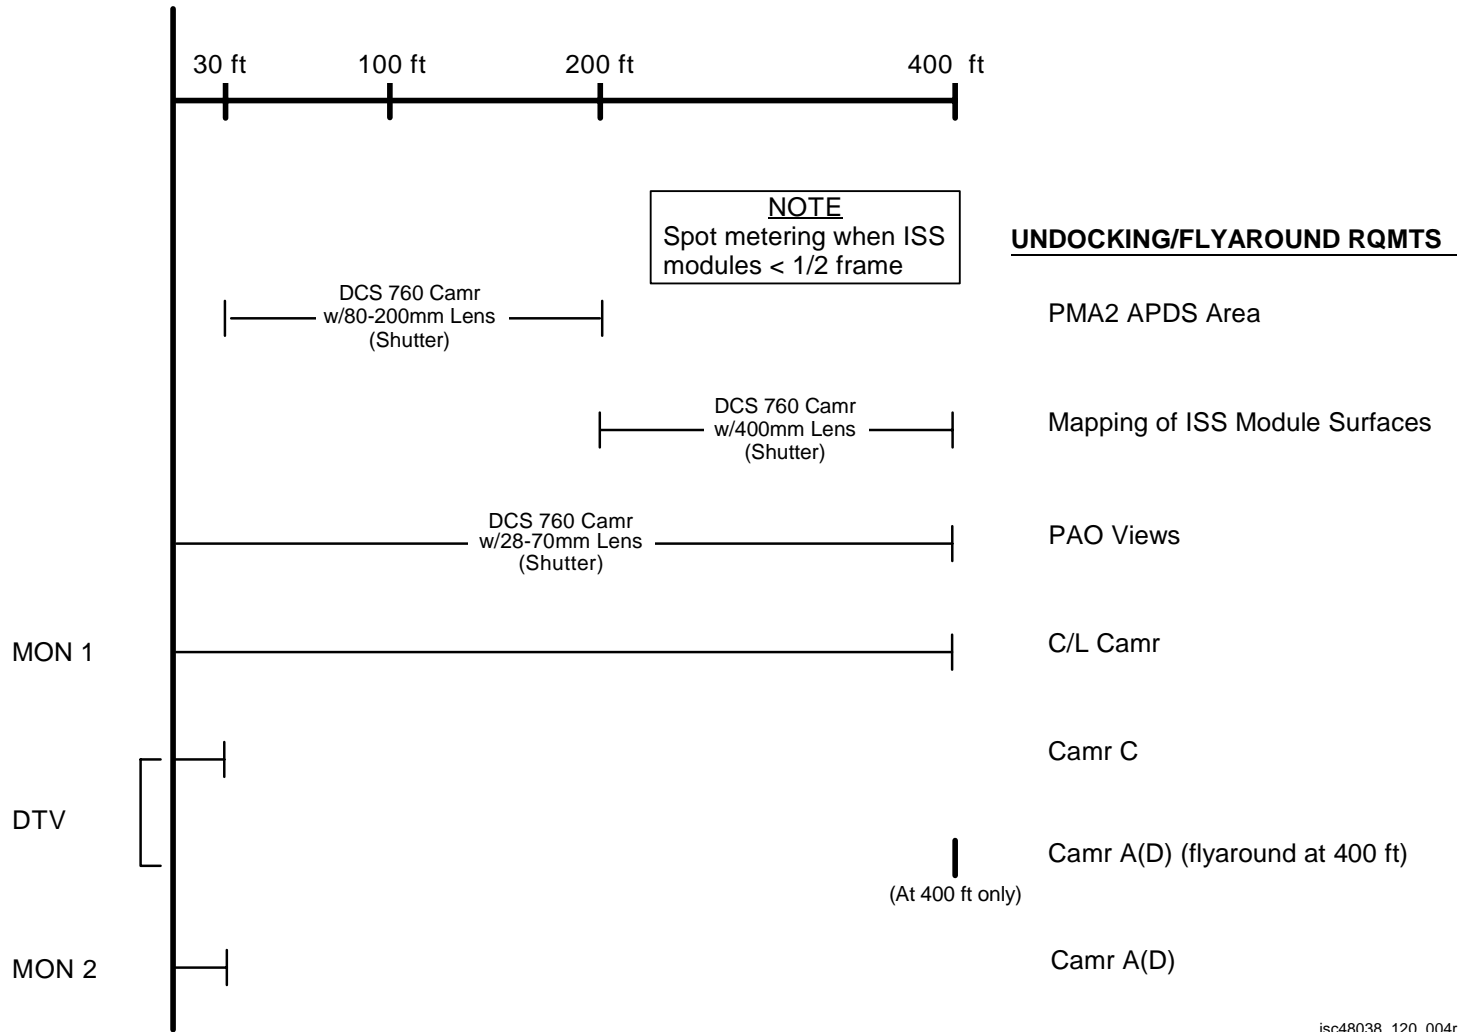 30 ft 100 ft 200 ft 400 ft
NOTE
Spot metering when ISS
modules < 1/2 frame
UNDOCKING/FLYAROUND RQMTS
DCS 760 Camr
w/80-200mm Lens
(Shutter)
PMA2 APDS Area
DCS 760 Camr
w/400mm Lens
(Shutter)
Mapping of ISS Module Surfaces
DCS 760 Camr
w/28-70mm Lens
(Shutter)
PAO Views
MON 1
C/L Camr
Camr C
DTV
Camr A(D) (flyaround at 400 ft)
(At 400 ft only)
MON 2
Camr A(D)